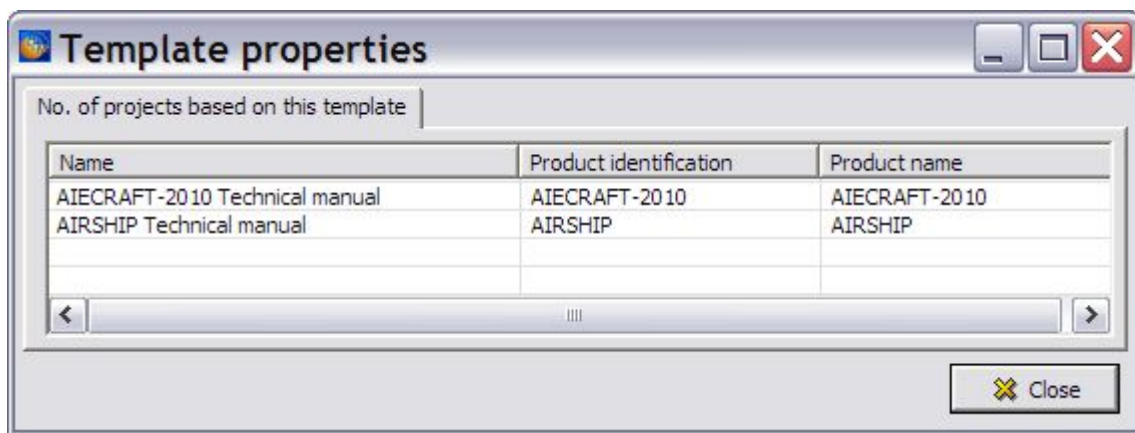 Template properties
No. of projects based on this template
Name Product identification Product name
AIECRAFT-2010 Technical manual AIECRAFT-2010 AIECRAFT-2010
AIRSHIP Technical manual AIRSHIP AIRSHIP
Close